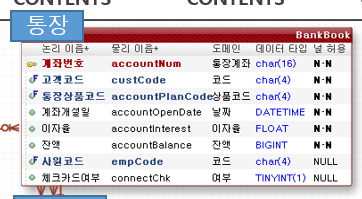 CONTENTS CONTENTS
통장
BankBook
논리 이름* 물리 이름* 도메인 데이터 타입 널 허용
계좌번호 accountNum 통장계좌 char(16) N·N
고객코드 custCode 코드 char(4) N·N
통장상품코드 accountPlanCode 상품코드 char(4) N·N
계좌개설일 accountOpenDate 날짜 DATETIME N·N
이자율 accountInterest 이자율 FLOAT N·N
잔액 accountBalance 잔액 BIGINT N·N
사원코드 empCode 코드 char(4) NULL
체크카드여부 connectChk 여부 TINYINT(1) NULL